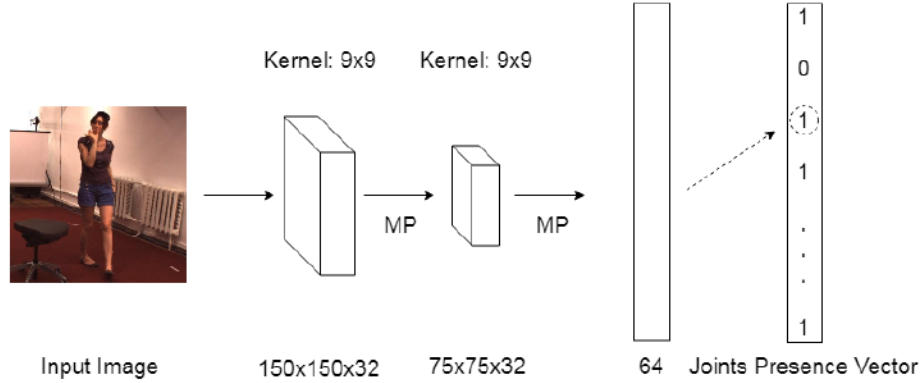 Kernel: 9x9
Kernel: 9x9
MP
MP
1
0
1
1
.
.
.
1
Input Image
150x150x32
75x75x32
64
Joints Presence Vector